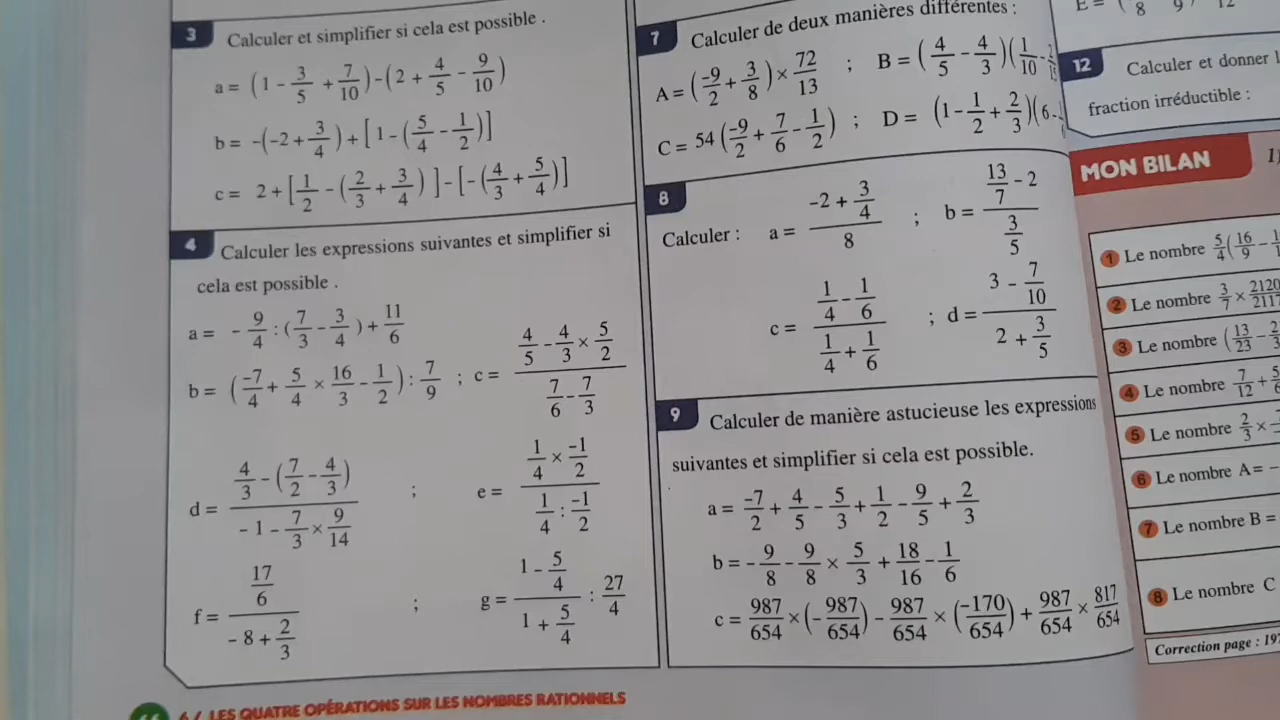 3 Calculer et simplifier si cela est possible .
a = (1 - 3/5 + 7/10) - (2 + 4/5 - 9/10)
b = -(-2 + 3/4) + [1 - (5/4 - 1/2)]
c = 2 + [1/2 - (2/3 + 3/4)] - [-(4/3 + 5/4)]
4 Calculer les expressions suivantes et simplifier si
cela est possible .
a = - 9/4 : (7/3 - 3/4) + 11/6
b = (-7/4 + 5/4 × 16/3 - 1/2) : 7/9 ; c = (4/5 - 4/3 × 5/2)/(7/6 - 7/3)
d = (4/3 - (7/2 - 4/3))/(-1 - 7/3 × 9/14) ; e = (1/4 × -1/2)/(1/4 : -1/2)
f = (17/6)/(-8 + 2/3) ; g = (1 - 5/4)/(1 + 5/4) : 27/4
LES QUATRE OPÉRATIONS SUR LES NOMBRES RATIONNELS
7 Calculer de deux manières différentes :
A = (-9/2 + 3/8) × 72/13 ; B = (4/5 - 4/3)(1/10 -
C = 54 (-9/2 + 7/6 - 1/2) ; D = (1 - 1/2 + 2/3)(6 -
8
Calculer : a = (-2 + 3/4)/8 ; b = (13/7 - 2)/(3/5)
c = (1/4 - 1/6)/(1/4 + 1/6) ; d = (3 - 7/10)/(2 + 3/5)
9 Calculer de manière astucieuse les expressions
suivantes et simplifier si cela est possible.
a = -7/2 + 4/5 - 5/3 + 1/2 - 9/5 + 2/3
b = - 9/8 - 9/8 × 5/3 + 18/16 - 1/6
c = 987/654 × (- 987/654) - 987/654 × (-170/654) + 987/654 × 817/654
12 Calculer et donner
fraction irréductible :
MON BILAN
1 Le nombre 5/4(16/9 -
2 Le nombre 3/7 × 2120/2117
3 Le nombre (13/23 - 2/3
4 Le nombre 7/12 + 5/6
5 Le nombre 2/3 ×
6 Le nombre A = -
7 Le nombre B =
8 Le nombre C
Correction page : 197